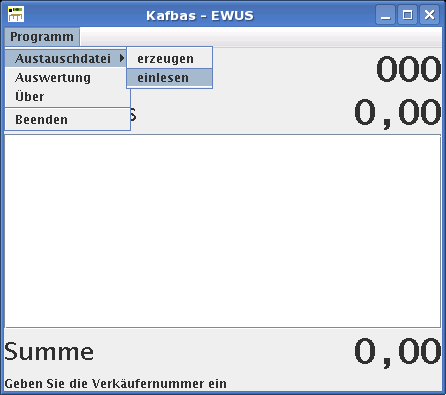 Kafbas - EWUS
Programm
Austauschdatei
erzeugen
einlesen
Auswertung
Über
Beenden
000
0,00
Summe
0,00
Geben Sie die Verkäufernummer ein